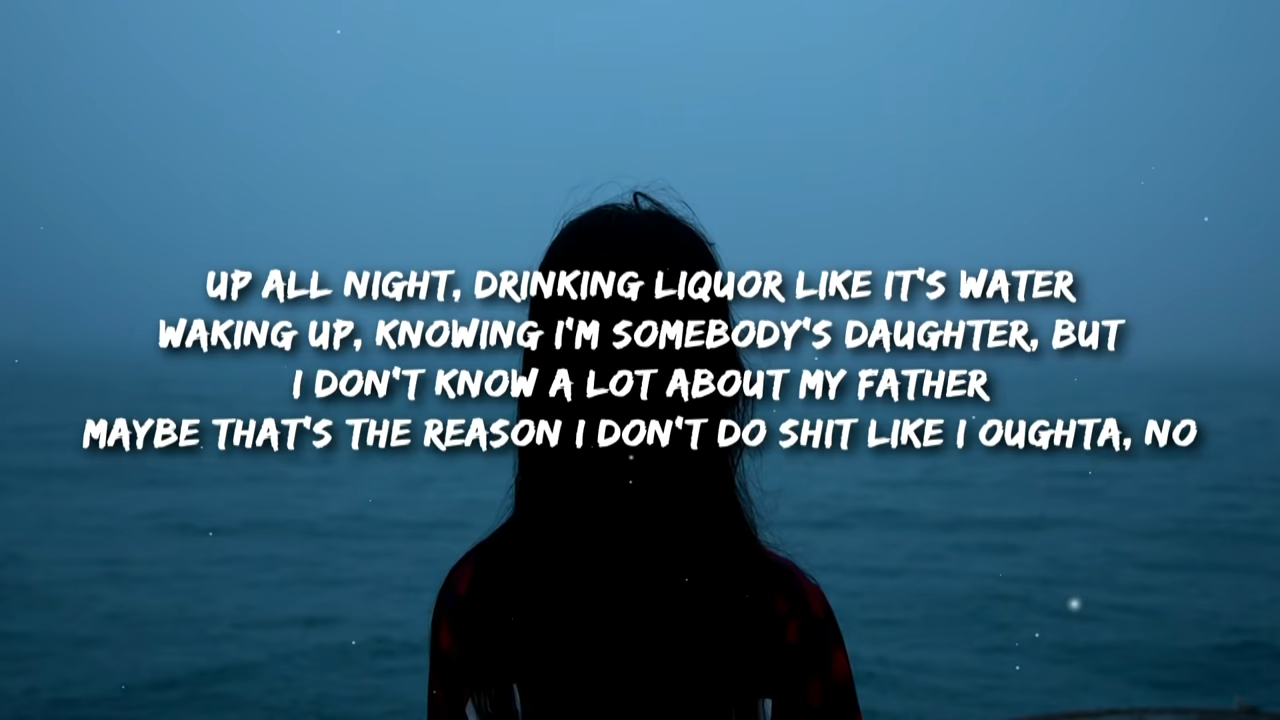 UP ALL NIGHT, DRINKING LIQUOR LIKE IT'S WATER
WAKING UP, KNOWING I'M SOMEBODY'S DAUGHTER, BUT
I DON'T KNOW A LOT ABOUT MY FATHER
MAYBE THAT'S THE REASON I DON'T DO SHIT LIKE I OUGHTA, NO